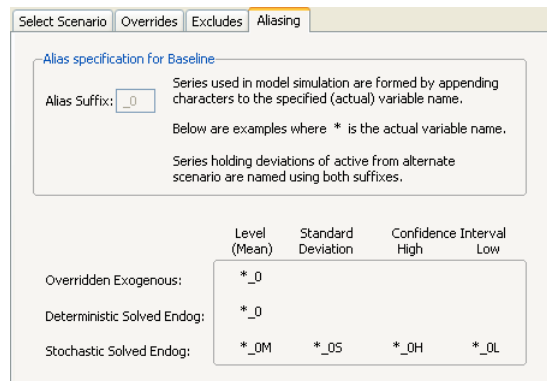 Select Scenario Overrides Excludes Aliasing
Alias specification for Baseline
Alias Suffix: _0
Series used in model simulation are formed by appending
characters to the specified (actual) variable name.
Below are examples where * is the actual variable name.
Series holding deviations of active from alternate
scenario are named using both suffixes.
Level Standard Confidence Interval
(Mean) Deviation High Low
Overridden Exogenous: *_0
Deterministic Solved Endog: *_0
Stochastic Solved Endog: *_0M *_0S *_0H *_0L